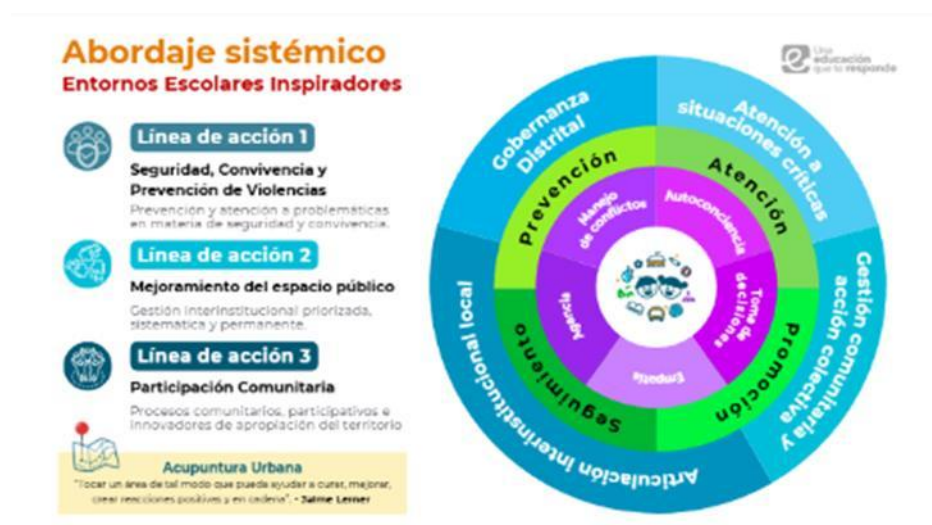 Abordaje sistémico
Entornos Escolares Inspiradores
Línea de acción 1
Seguridad, Convivencia y
Prevención de Violencias
Prevención y atención a problemáticas
en materia de seguridad y convivencia.
Línea de acción 2
Mejoramiento del espacio público
Gestión interinstitucional priorizada,
sistemática y permanente.
Línea de acción 3
Participación Comunitaria
Procesos comunitarios, participativos e
innovadores de apropiación del territorio
Acupuntura Urbana
"Tocar un área de tal modo que pueda ayudar a curar, mejorar,
crear reacciones positivas y en cadena". - Jaime Lerner
Una
educación
que te responde
Gobernanza
Distrital
Atención a
situaciones críticas
Gestión comunitaria y
acción colectiva
Articulación Interinstitucional local
Prevención
Atención
promoción
Seguimiento
Manejo
de conflictos
Autoconciencia
Toma de
decisiones
Empatía
Agencia